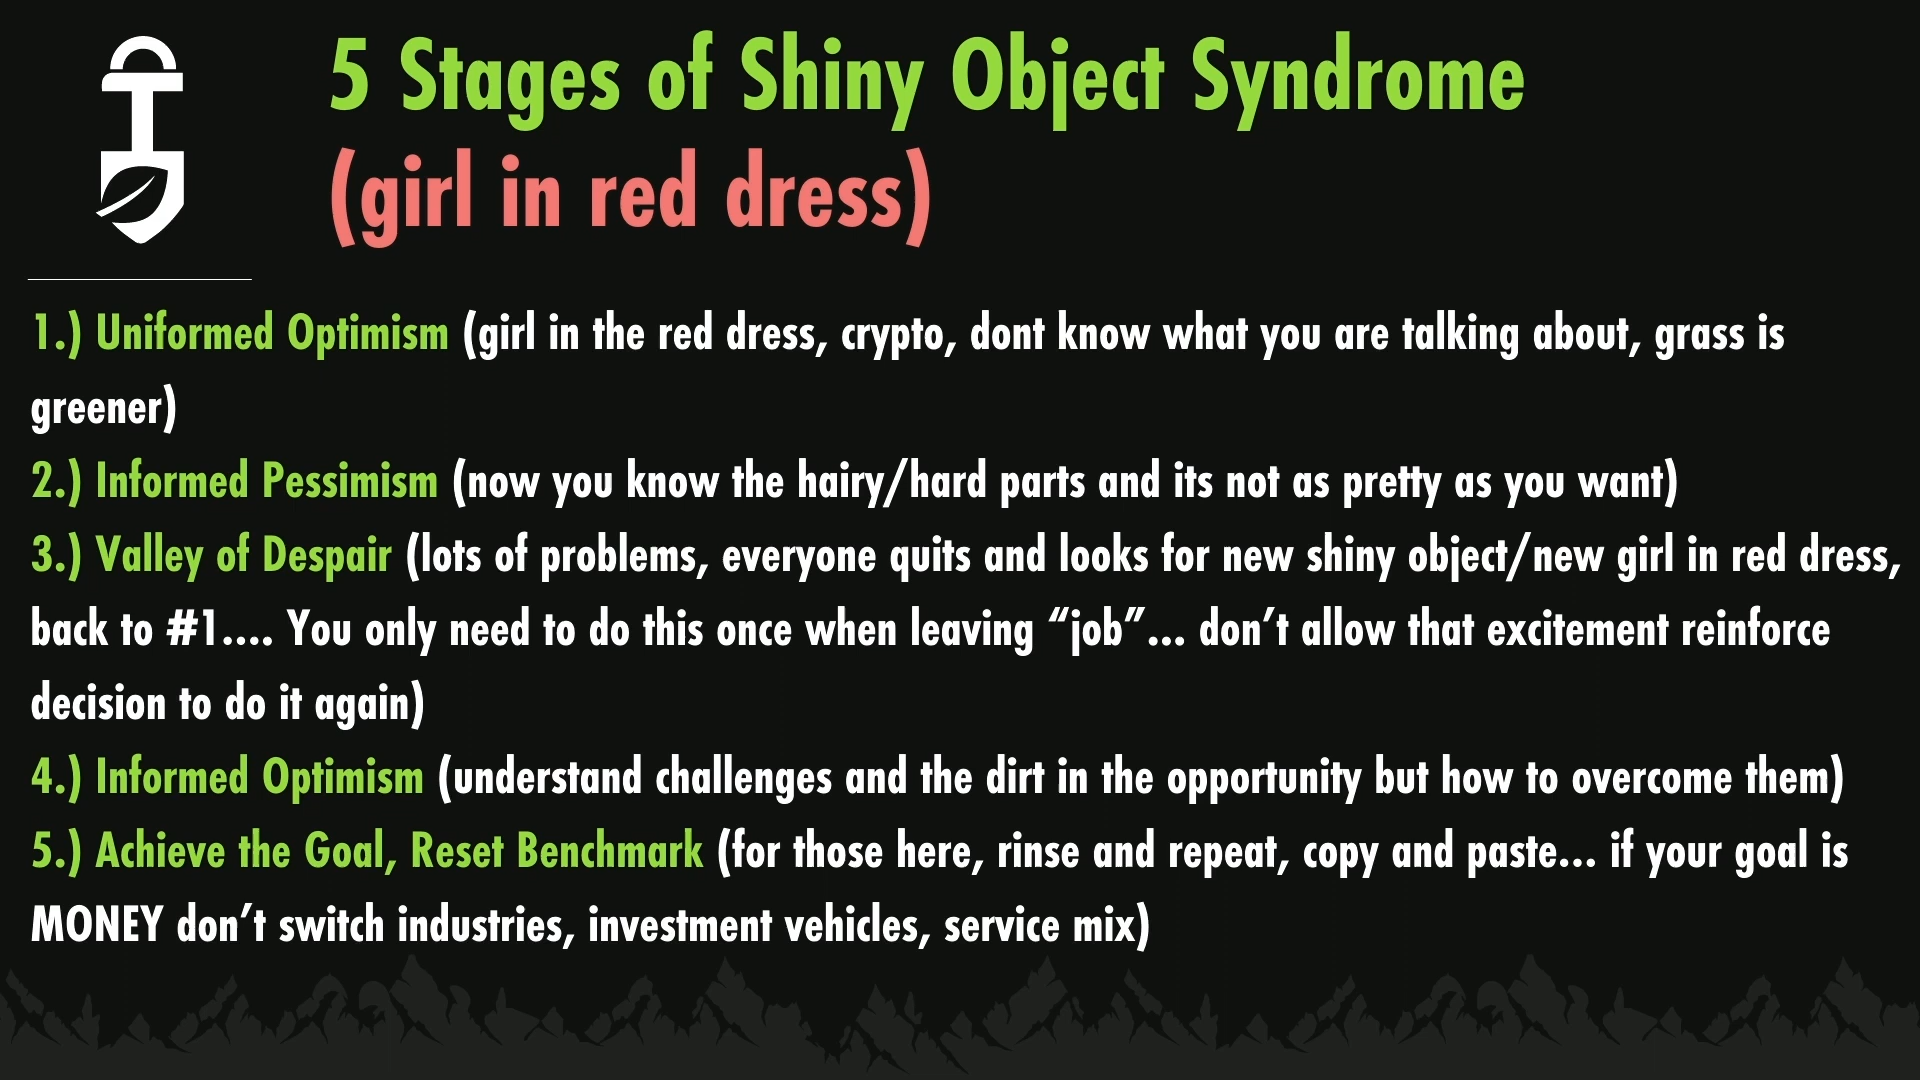 5 Stages of Shiny Object Syndrome
(girl in red dress)
1.) Uniformed Optimism (girl in the red dress, crypto, dont know what you are talking about, grass is
greener)
2.) Informed Pessimism (now you know the hairy/hard parts and its not as pretty as you want)
3.) Valley of Despair (lots of problems, everyone quits and looks for new shiny object/new girl in red dress,
back to #1.... You only need to do this once when leaving “job”... don’t allow that excitement reinforce
decision to do it again)
4.) Informed Optimism (understand challenges and the dirt in the opportunity but how to overcome them)
5.) Achieve the Goal, Reset Benchmark (for those here, rinse and repeat, copy and paste... if your goal is
MONEY don’t switch industries, investment vehicles, service mix)